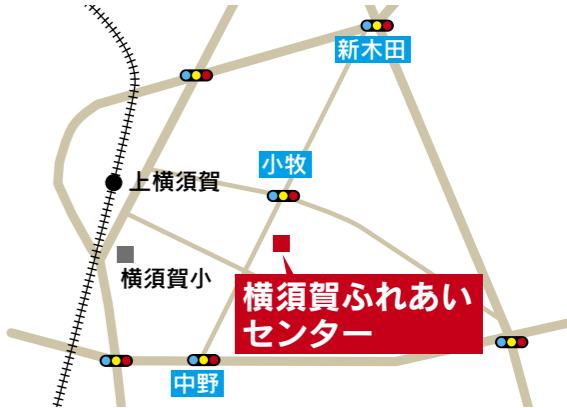 新木田
小牧
上横須賀
横須賀小
横須賀ふれあい
センター
中野